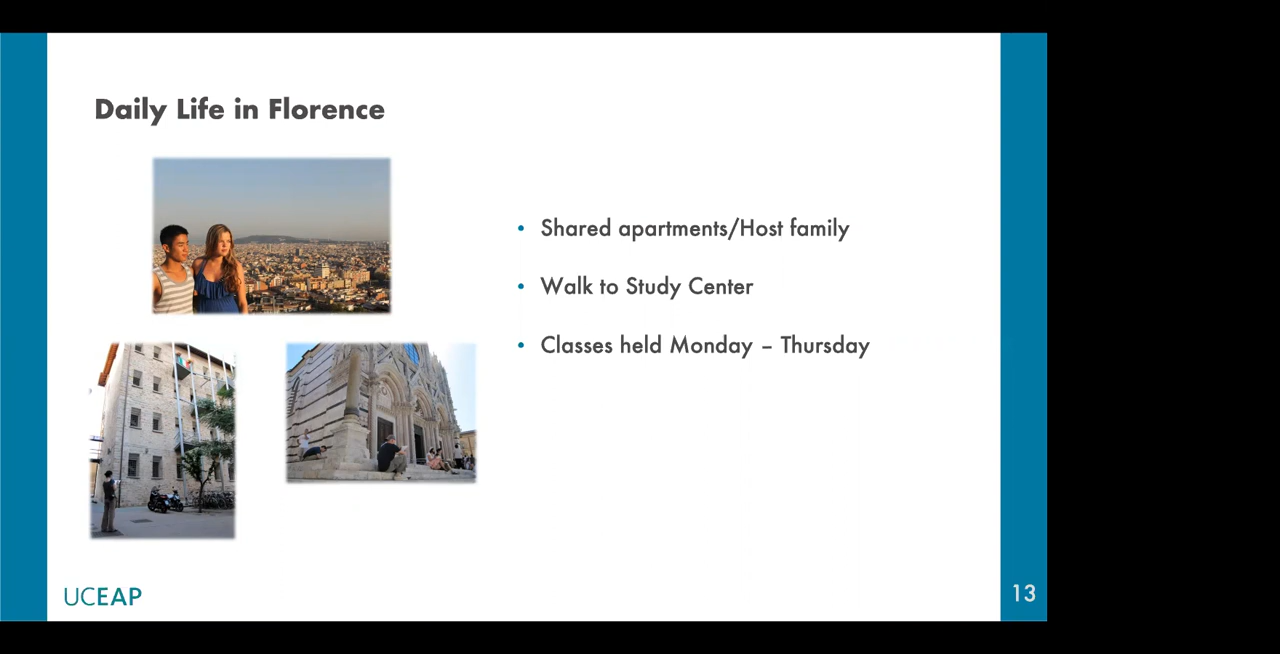 Daily Life in Florence
• Shared apartments/Host family
• Walk to Study Center
• Classes held Monday – Thursday
UCEAP
13